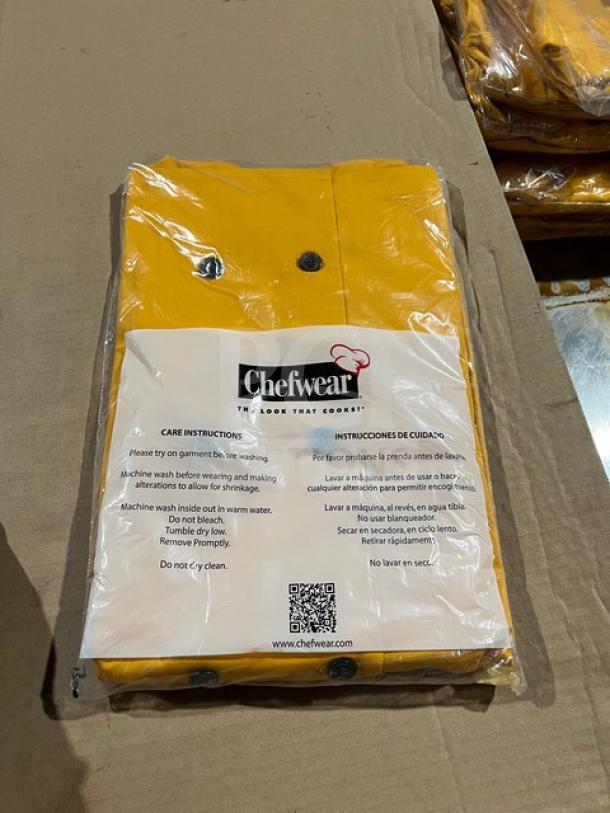 Chefwear
THE LOOK THAT COOKS!
CARE INSTRUCTIONS
Please try on garment before washing.
Machine wash before wearing and making
alterations to allow for shrinkage.
Machine wash inside out in warm water.
Do not bleach.
Tumble dry low.
Remove Promptly.
Do not dry clean.
INSTRUCCIONES DE CUIDADO
Por favor probarse la prenda antes de lavarla.
Lavar a máquina antes de usar o hacer
cualquier alteración para permitir encogimiento.
Lavar a máquina, al revés, en agua tibia.
No usar blanqueador.
Secar en secadora, en ciclo lento.
Retirar rápidamente.
No lavar en seco.
www.chefwear.com